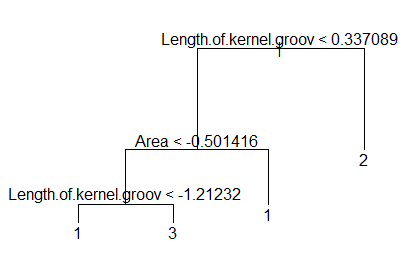 Length.of.kernel.groov < 0.337089
Area < -0.501416
2
Length.of.kernel.groov < -1.21232
1
1
3